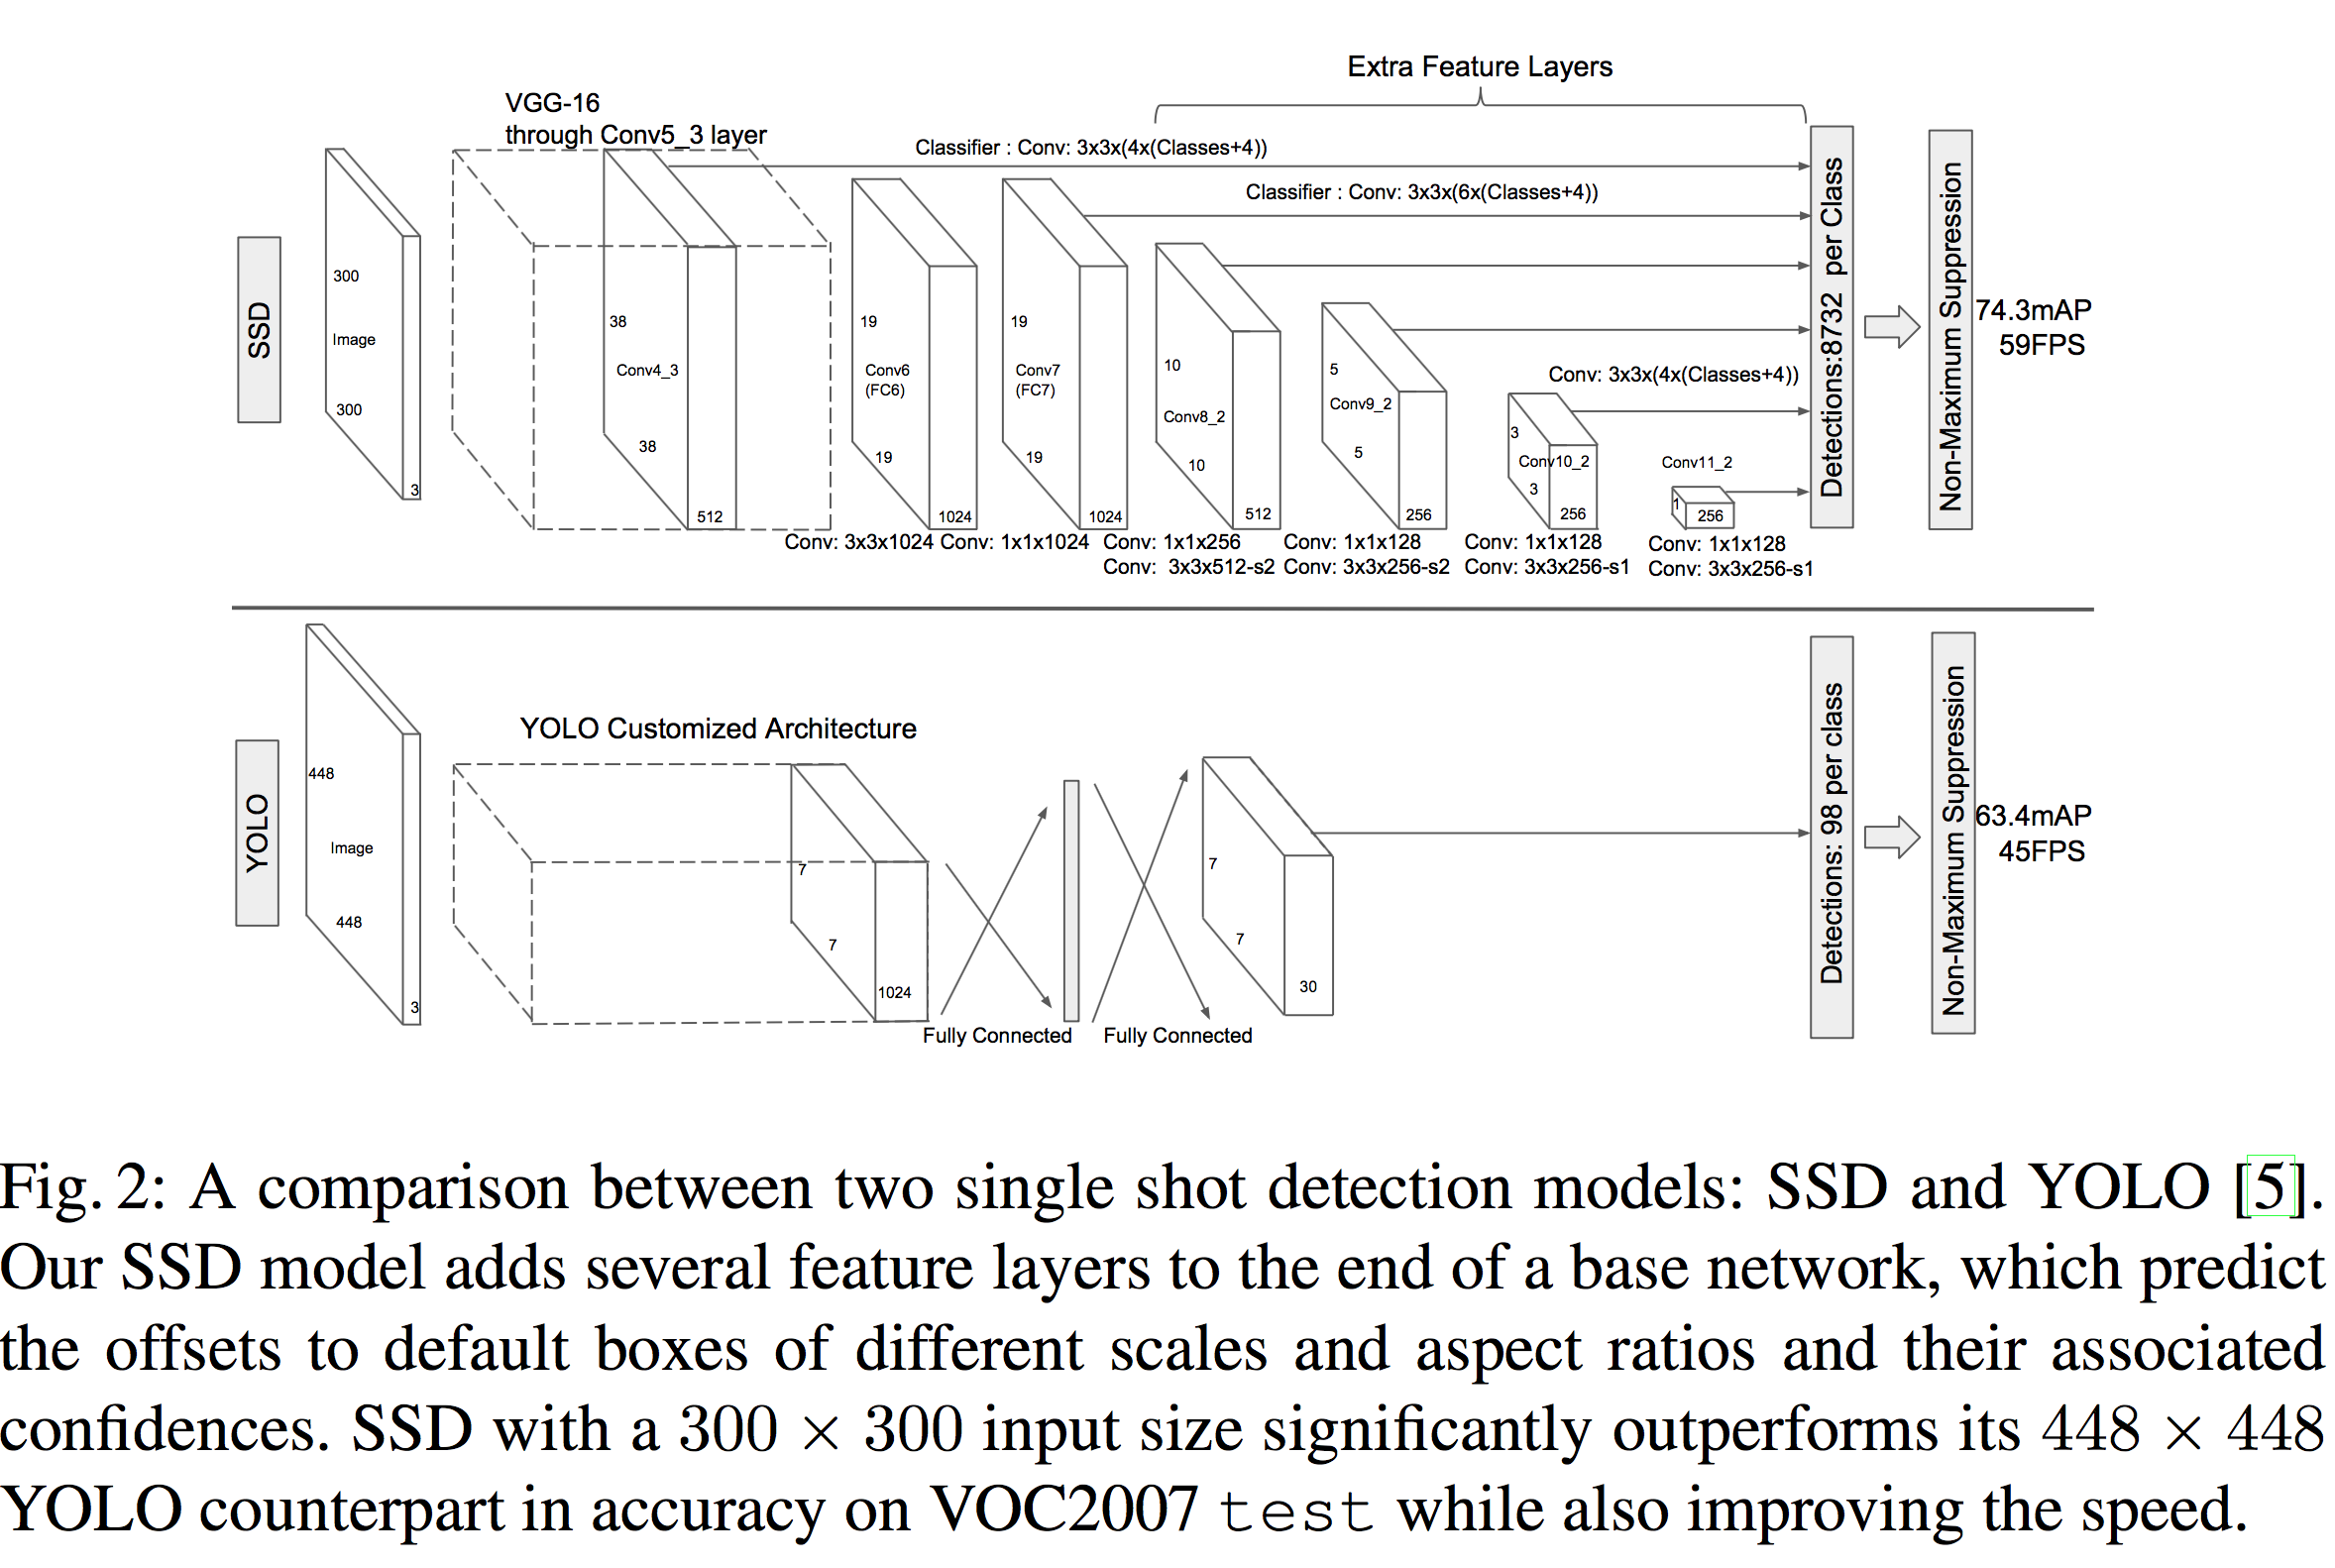 Extra Feature Layers
VGG-16
through Conv5_3 layer
Classifier : Conv: 3x3x(4x(Classes+4))
Classifier : Conv: 3x3x(6x(Classes+4))
SSD
300
Image
300
3
38
Conv4_3
38
512
19
Conv6
(FC6)
19
1024
19
Conv7
(FC7)
19
1024
10
Conv8_2
10
512
5
Conv9_2
5
256
Conv: 3x3x(4x(Classes+4))
3
Conv10_2
3
256
Conv11_2
1
256
Detections:8732 per Class
Non-Maximum Suppression
74.3mAP
59FPS
Conv: 3x3x1024
Conv: 1x1x1024
Conv: 1x1x256
Conv: 3x3x512-s2
Conv: 1x1x128
Conv: 3x3x256-s2
Conv: 1x1x128
Conv: 3x3x256-s1
Conv: 1x1x128
Conv: 3x3x256-s1
YOLO
448
Image
448
3
YOLO Customized Architecture
7
7
1024
Fully Connected
Fully Connected
7
7
30
Detections: 98 per class
Non-Maximum Suppression
63.4mAP
45FPS
Fig. 2: A comparison between two single shot detection models: SSD and YOLO [5].
Our SSD model adds several feature layers to the end of a base network, which predict
the offsets to default boxes of different scales and aspect ratios and their associated
confidences. SSD with a 300 × 300 input size significantly outperforms its 448 × 448
YOLO counterpart in accuracy on VOC2007 test while also improving the speed.